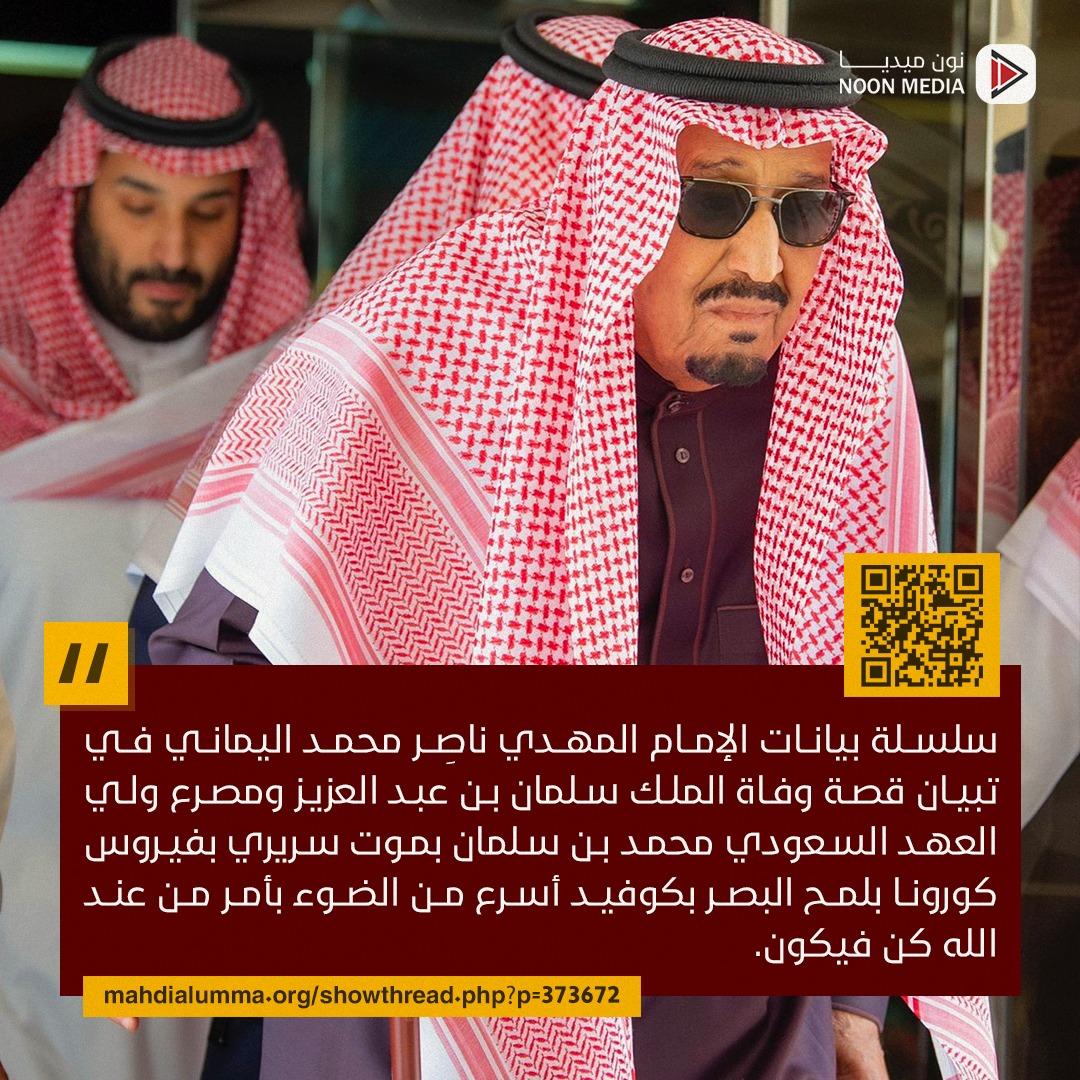 نون ميديا
NOON MEDIA
سلسلة بيانات الإمام المهدي ناصِر محمد اليماني في
تبيان قصة وفاة الملك سلمان بن عبد العزيز ومصرع ولي
العهد السعودي محمد بن سلمان بموت سريري بفيروس
كورونا بلمح البصر بكوفيد أسرع من الضوء بأمر من عند
الله كن فيكون.
mahdialumma.org/showthread.php?p=373672